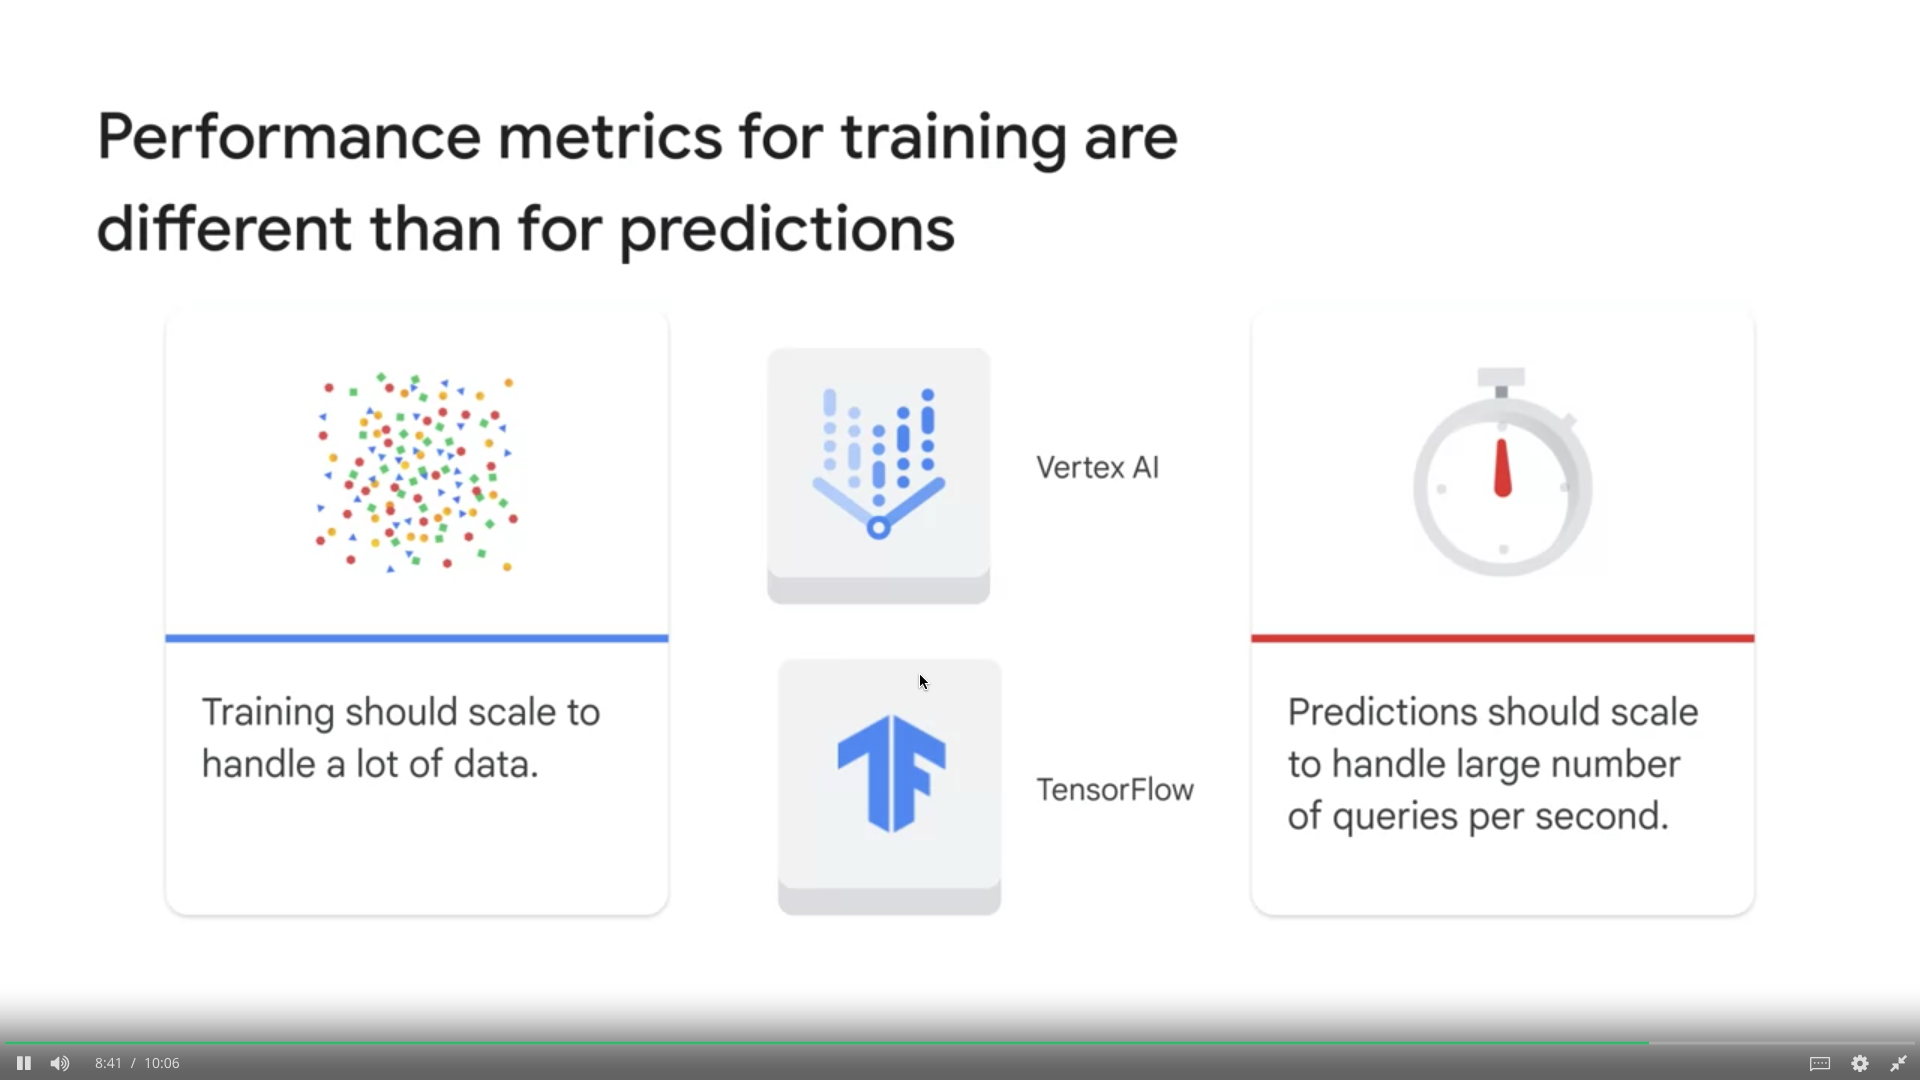 Performance metrics for training are
different than for predictions
Training should scale to
handle a lot of data.
Vertex AI
TensorFlow
Predictions should scale
to handle large number
of queries per second.
8:41 / 10:06